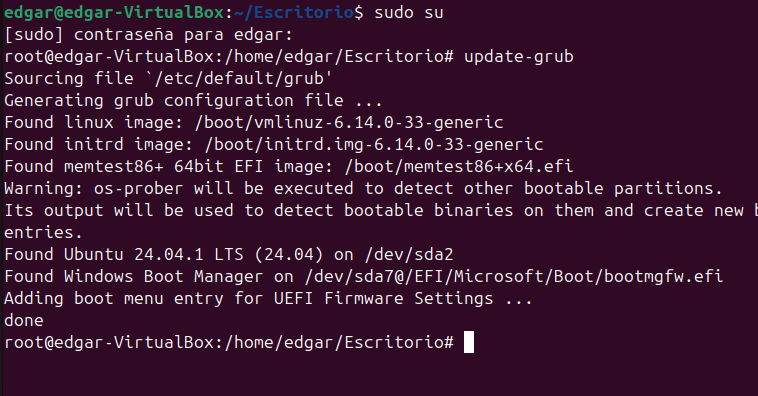 edgar@edgar-VirtualBox:~/Escritorio$ sudo su
[sudo] contraseña para edgar:
root@edgar-VirtualBox:/home/edgar/Escritorio# update-grub
Sourcing file `/etc/default/grub'
Generating grub configuration file ...
Found linux image: /boot/vmlinuz-6.14.0-33-generic
Found initrd image: /boot/initrd.img-6.14.0-33-generic
Found memtest86+ 64bit EFI image: /boot/memtest86+x64.efi
Warning: os-prober will be executed to detect other bootable partitions.
Its output will be used to detect bootable binaries on them and create new b
entries.
Found Ubuntu 24.04.1 LTS (24.04) on /dev/sda2
Found Windows Boot Manager on /dev/sda7@/EFI/Microsoft/Boot/bootmgfw.efi
Adding boot menu entry for UEFI Firmware Settings ...
done
root@edgar-VirtualBox:/home/edgar/Escritorio#